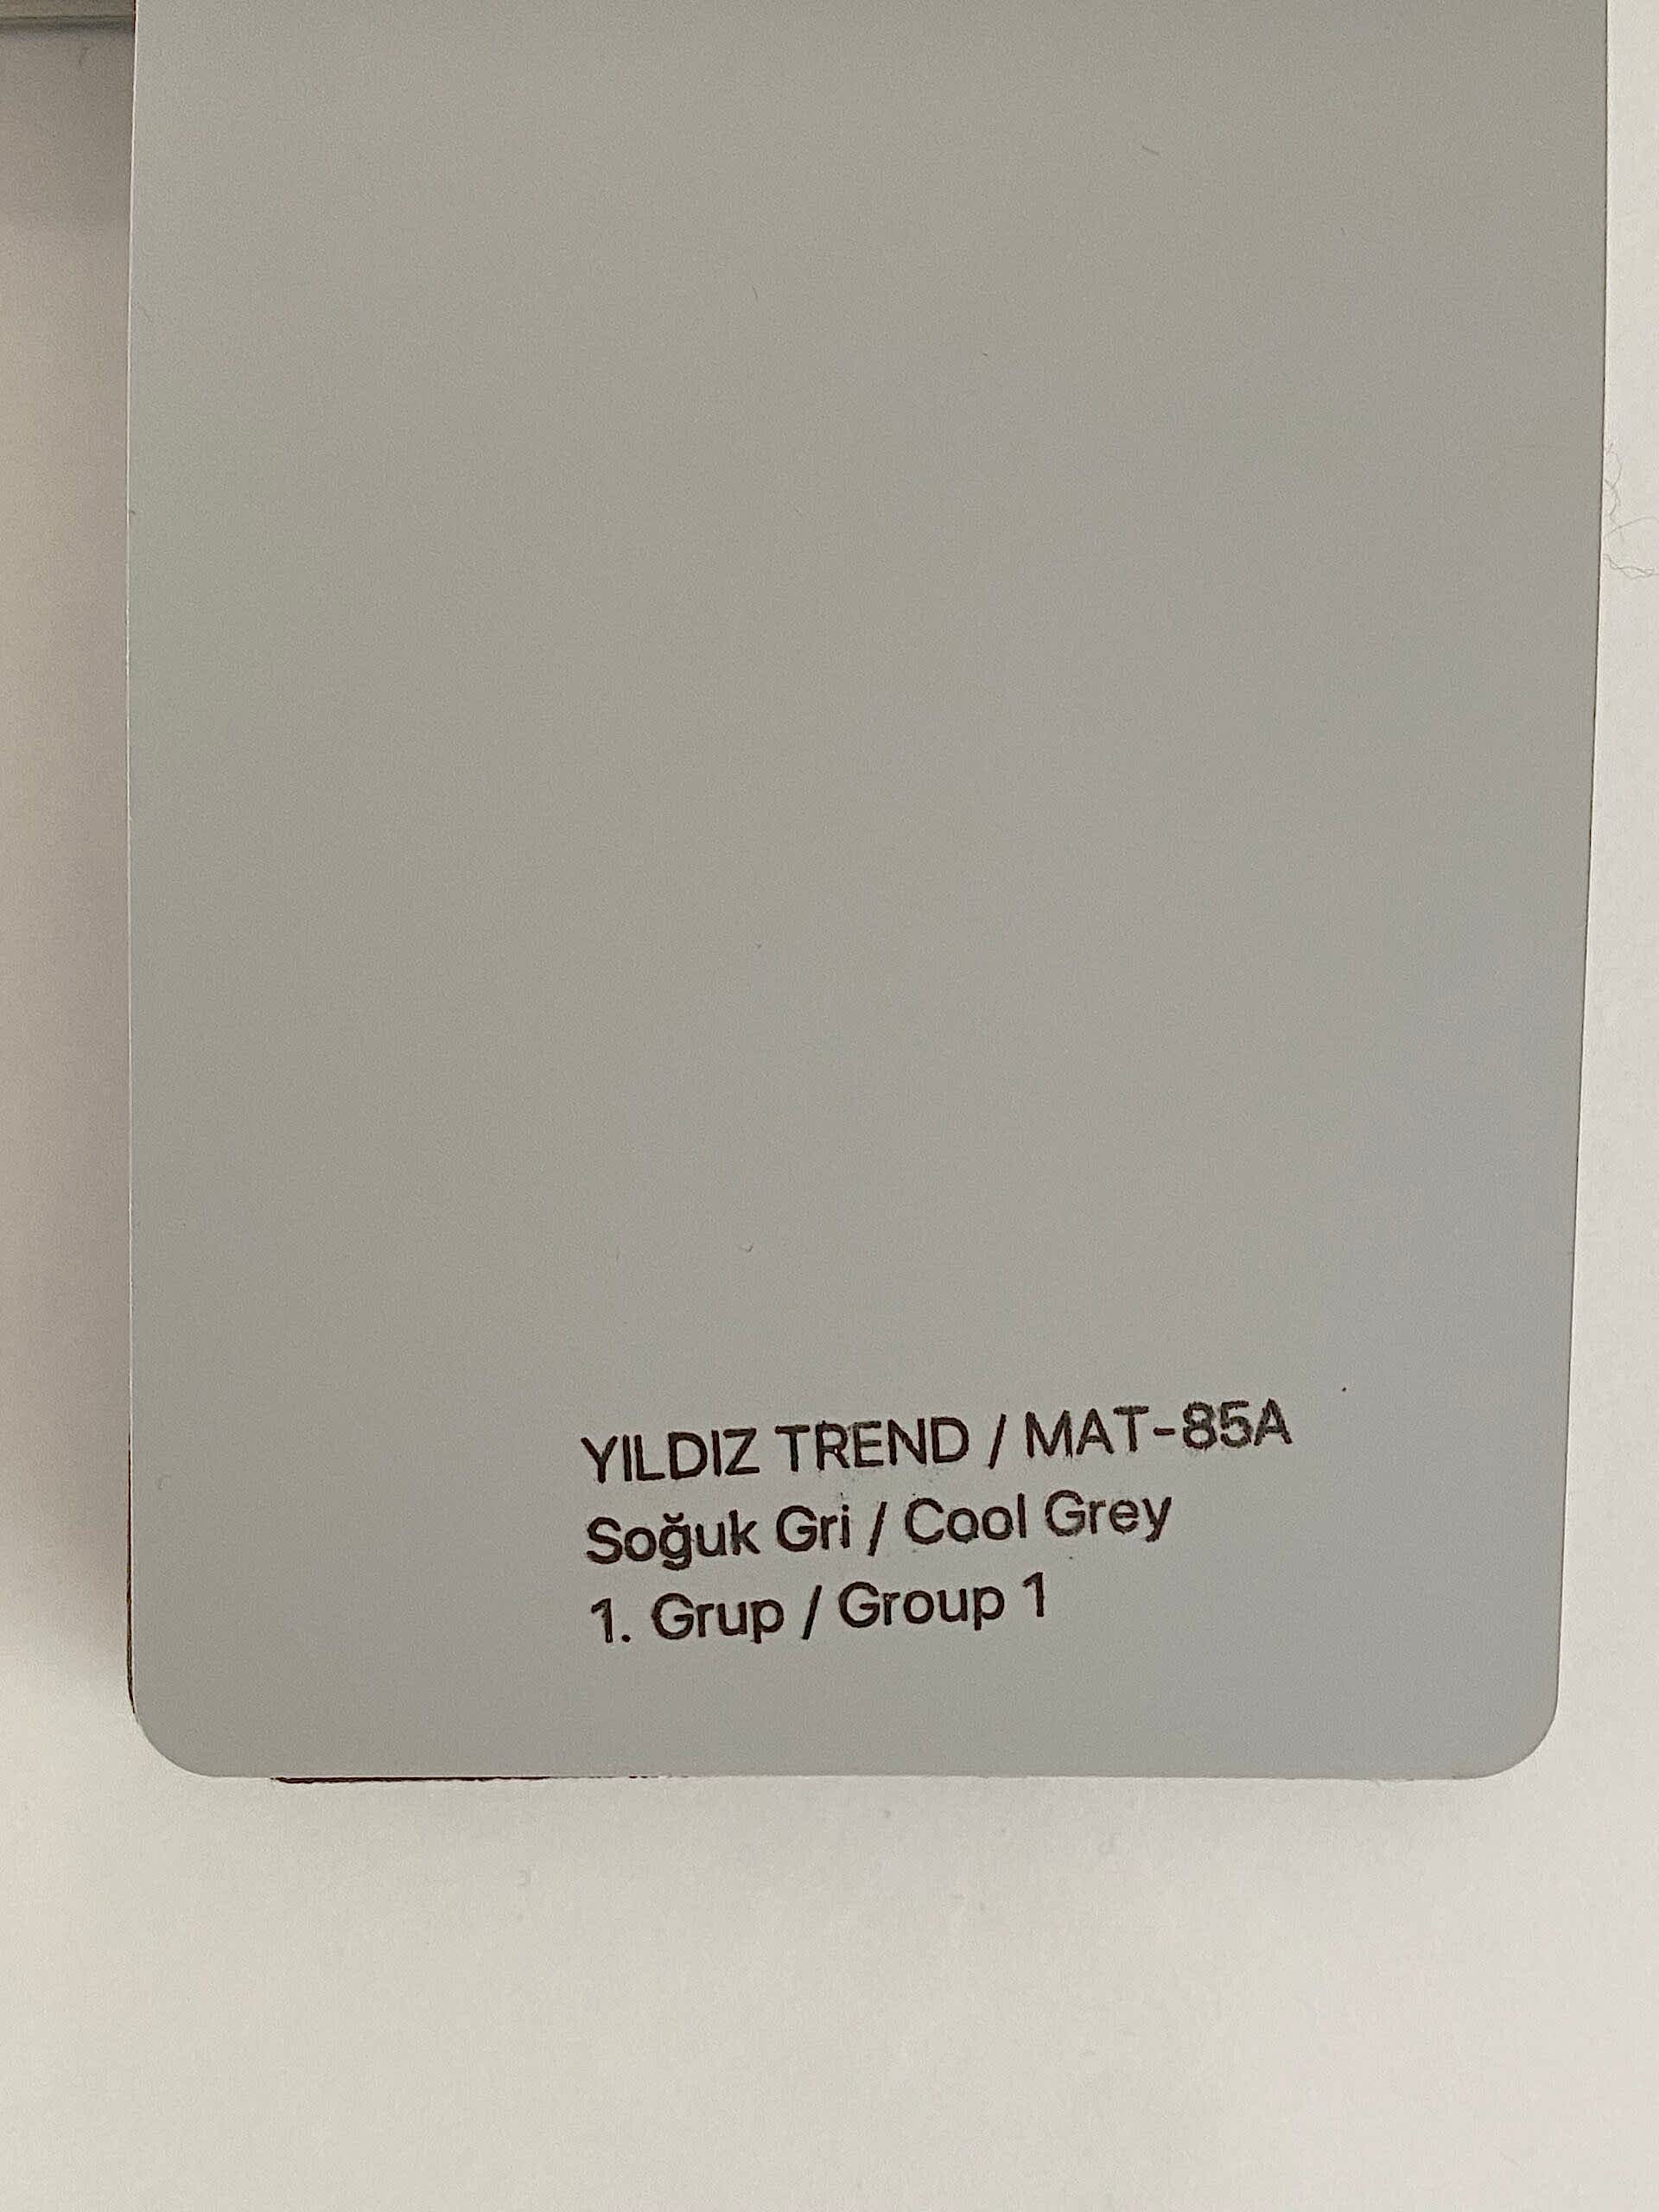 YILDIZ TREND / MAT-85A
Soğuk Gri / Cool Grey
1. Grup / Group 1